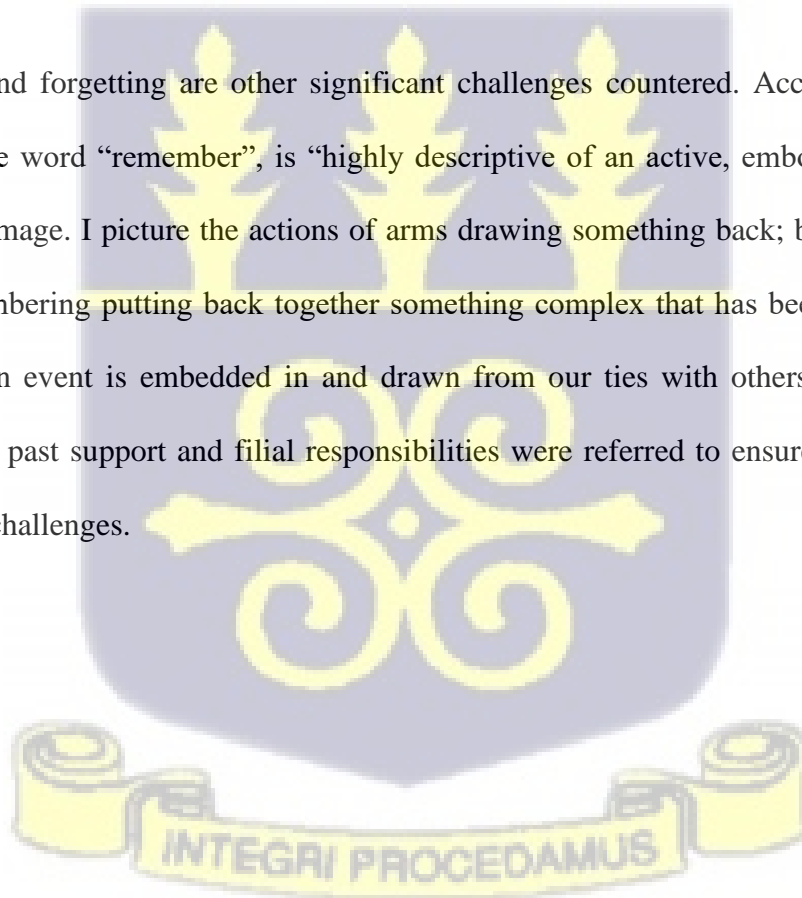 nd forgetting are other significant challenges countered. Acc
e word “remember”, is “highly descriptive of an active, embo
mage. I picture the actions of arms drawing something back; b
nbering putting back together something complex that has bee
n event is embedded in and drawn from our ties with others
past support and filial responsibilities were referred to ensure
challenges.
INTEGRI PROCEDAMUS